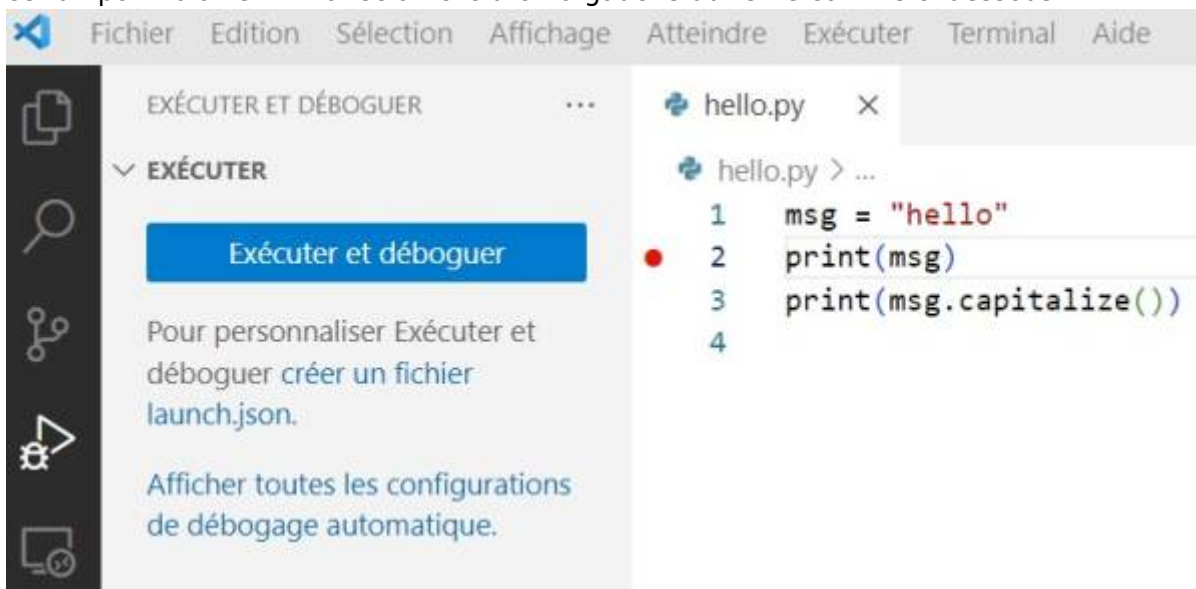 Fichier Edition Sélection Affichage Atteindre Exécuter Terminal Aide
EXÉCUTER ET DÉBOGUER ...
EXÉCUTER
Exécuter et déboguer
Pour personnaliser Exécuter et
déboguer créer un fichier
launch.json.
Afficher toutes les configurations
de débogage automatique.
hello.py ×
hello.py > ...
1 msg = "hello"
2 print(msg)
3 print(msg.capitalize())
4